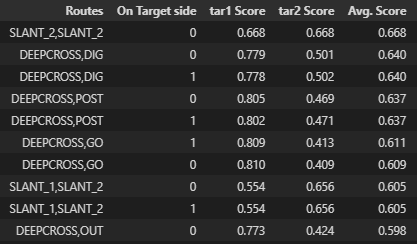 Routes On Target side tar1 Score tar2 Score Avg. Score
SLANT_2,SLANT_2 0 0.668 0.668 0.668
DEEPCROSS,DIG 0 0.779 0.501 0.640
DEEPCROSS,DIG 1 0.778 0.502 0.640
DEEPCROSS,POST 0 0.805 0.469 0.637
DEEPCROSS,POST 1 0.802 0.471 0.637
DEEPCROSS,GO 1 0.809 0.413 0.611
DEEPCROSS,GO 0 0.810 0.409 0.609
SLANT_1,SLANT_2 0 0.554 0.656 0.605
SLANT_1,SLANT_2 1 0.554 0.656 0.605
DEEPCROSS,OUT 0 0.773 0.424 0.598